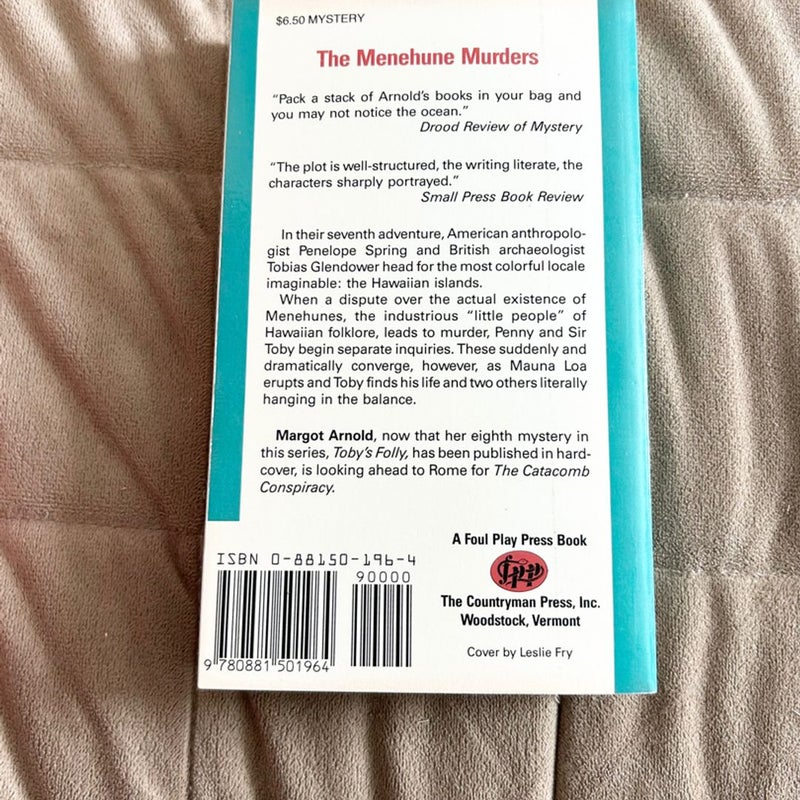 $6.50 MYSTERY
The Menehune Murders
"Pack a stack of Arnold's books in your bag and
you may not notice the ocean."
Drood Review of Mystery
"The plot is well-structured, the writing literate, the
characters sharply portrayed."
Small Press Book Review
In their seventh adventure, American anthropolo-
gist Penelope Spring and British archaeologist
Tobias Glendower head for the most colorful locale
imaginable: the Hawaiian islands.
When a dispute over the actual existence of
Menehunes, the industrious "little people" of
Hawaiian folklore, leads to murder, Penny and Sir
Toby begin separate inquiries. These suddenly and
dramatically converge, however, as Mauna Loa
erupts and Toby finds his life and two others literally
hanging in the balance.
Margot Arnold, now that her eighth mystery in
this series, Toby's Folly, has been published in hard-
cover, is looking ahead to Rome for The Catacomb
Conspiracy.
A Foul Play Press Book
fpp
The Countryman Press, Inc.
Woodstock, Vermont
Cover by Leslie Fry
ISBN 0-88150-196-4
90000
9 780881 501964